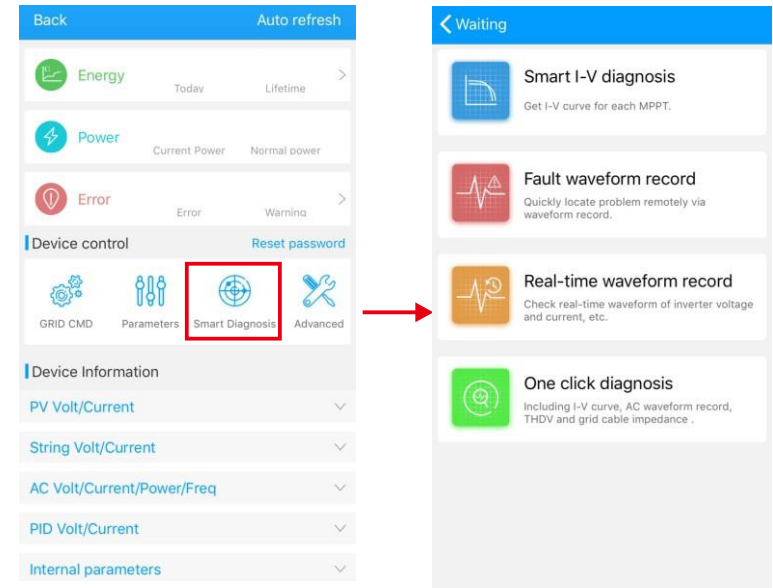 Back
Auto refresh
Energy
Today
Lifetime
Power
Current Power
Normal power
Error
Error
Warning
Device control
Reset password
GRID CMD
Parameters
Smart Diagnosis
Advanced
Device Information
PV Volt/Current
String Volt/Current
AC Volt/Current/Power/Freq
PID Volt/Current
Internal parameters
Waiting
Smart I-V diagnosis
Get I-V curve for each MPPT.
Fault waveform record
Quickly locate problem remotely via
waveform record.
Real-time waveform record
Check real-time waveform of inverter voltage
and current, etc.
One click diagnosis
Including I-V curve, AC waveform record,
THDV and grid cable impedance .